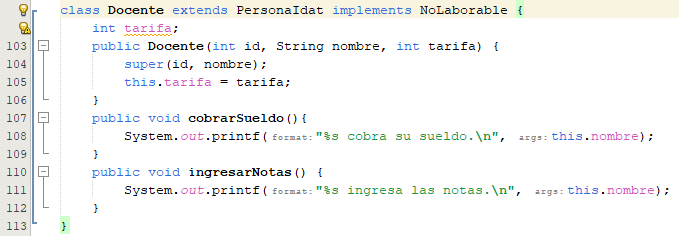 class Docente extends PersonaIdat implements NoLaborable {
int tarifa;
103 public Docente(int id, String nombre, int tarifa) {
104 super(id, nombre);
105 this.tarifa = tarifa;
106 }
107 public void cobrarSueldo(){
108 System.out.printf( format: "%s cobra su sueldo.\n", args: this.nombre);
109 }
110 public void ingresarNotas() {
111 System.out.printf( format: "%s ingresa las notas.\n", args: this.nombre);
112 }
113 }